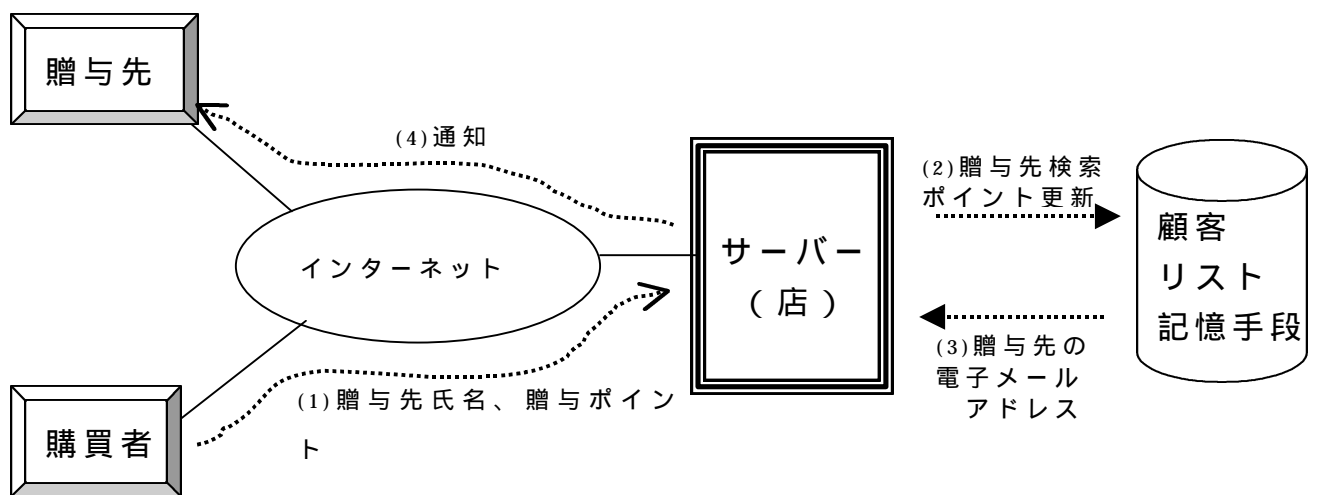 贈与先
(4)通知
(2)贈与先検索
ポイント更新
顧客
リスト
記憶手段
サーバー
(店)
インターネット
(3)贈与先の
電子メール
アドレス
(1)贈与先氏名、贈与ポイン
ト
購買者